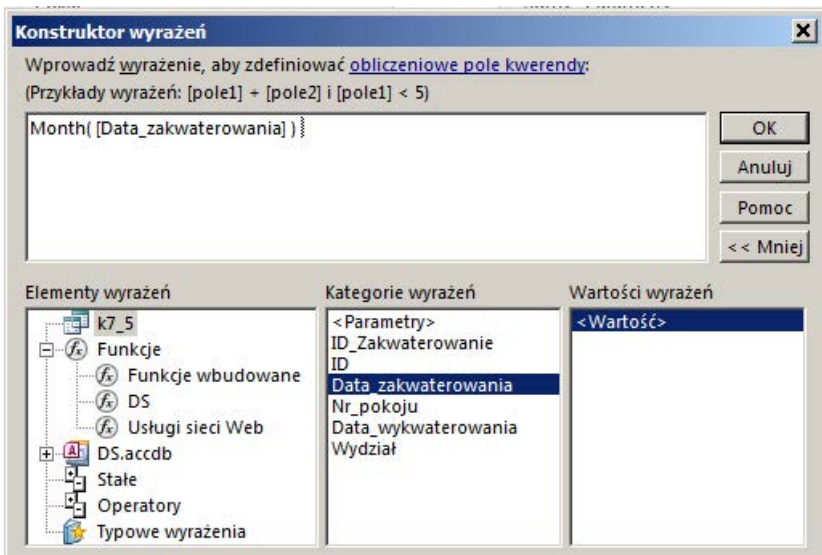 Konstruktor wyrażeń
Wprowadź wyrażenie, aby zdefiniować obliczeniowe pole kwerendy:
(Przykłady wyrażeń: [pole1] + [pole2] i [pole1] < 5)
Month( [Data_zakwaterowania] )
OK
Anuluj
Pomoc
<< Mniej
Elementy wyrażeń
k7_5
Funkcje
Funkcje wbudowane
DS
Usługi sieci Web
DS.accdb
Stałe
Operatory
Typowe wyrażenia
Kategorie wyrażeń
<Parametry>
ID_Zakwaterowanie
ID
Data_zakwaterowania
Nr_pokoju
Data_wykwaterowania
Wydział
Wartości wyrażeń
<Wartość>